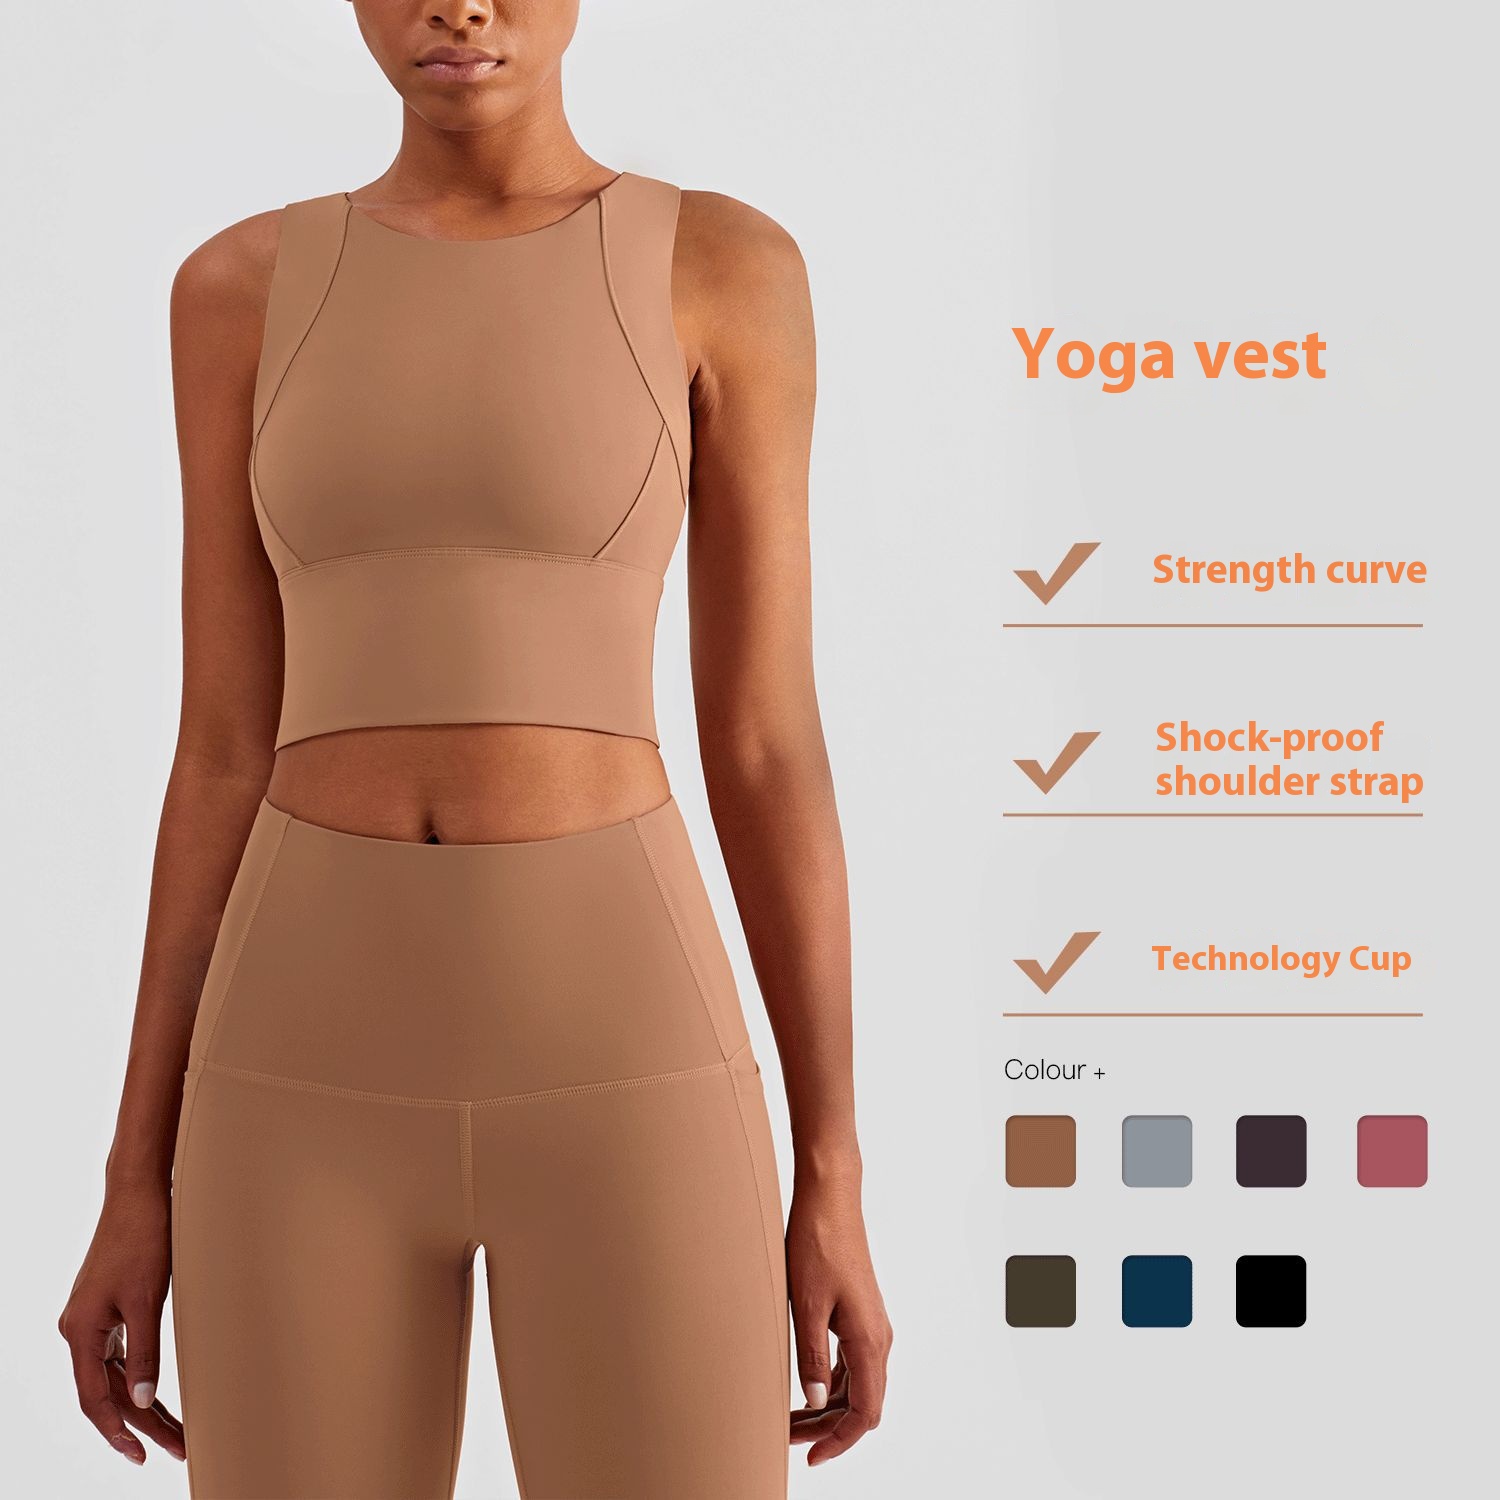 Yoga vest
Strength curve
Shock-proof
shoulder strap
Technology Cup
Colour +